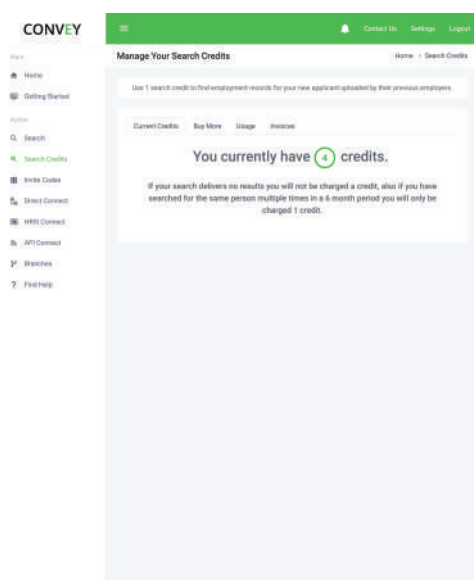 CONVEY
Contact Us Settings Logout
Manage Your Search Credits
Home Search Credits
Use 1 search credit to find employment records for your new applicant uploaded by their previous employers.
Current Credits Buy More Usage Invoices
You currently have 4 credits.
If your search delivers no results you will not be charged a credit, also if you have
searched for the same person multiple times in a 6 month period you will only be
charged 1 credit.
Home
Getting Started
Search
Search Credits
Invite Codes
Direct Connect
HRIS Connect
API Connect
Branches
Find Help